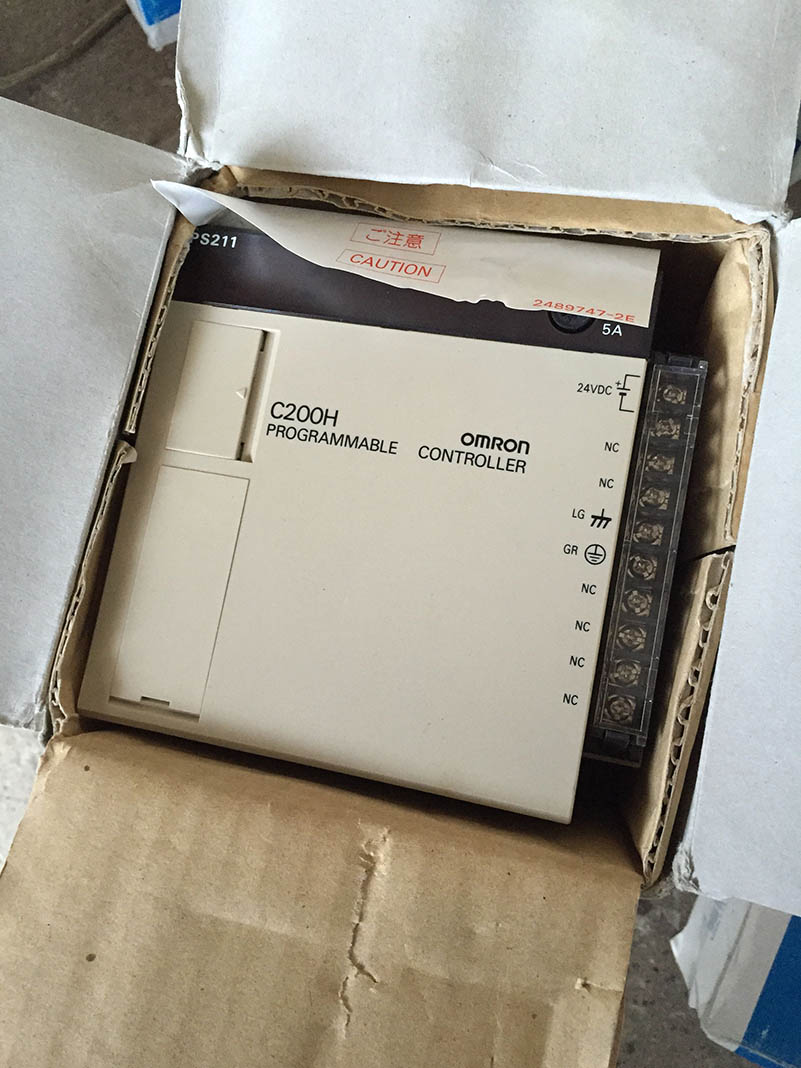 PS211
ご注意
CAUTION
2489747-2E
5A
24VDC
C200H
OMRON
PROGRAMMABLE CONTROLLER
NC
NC
LG
GR
NC
NC
NC
NC